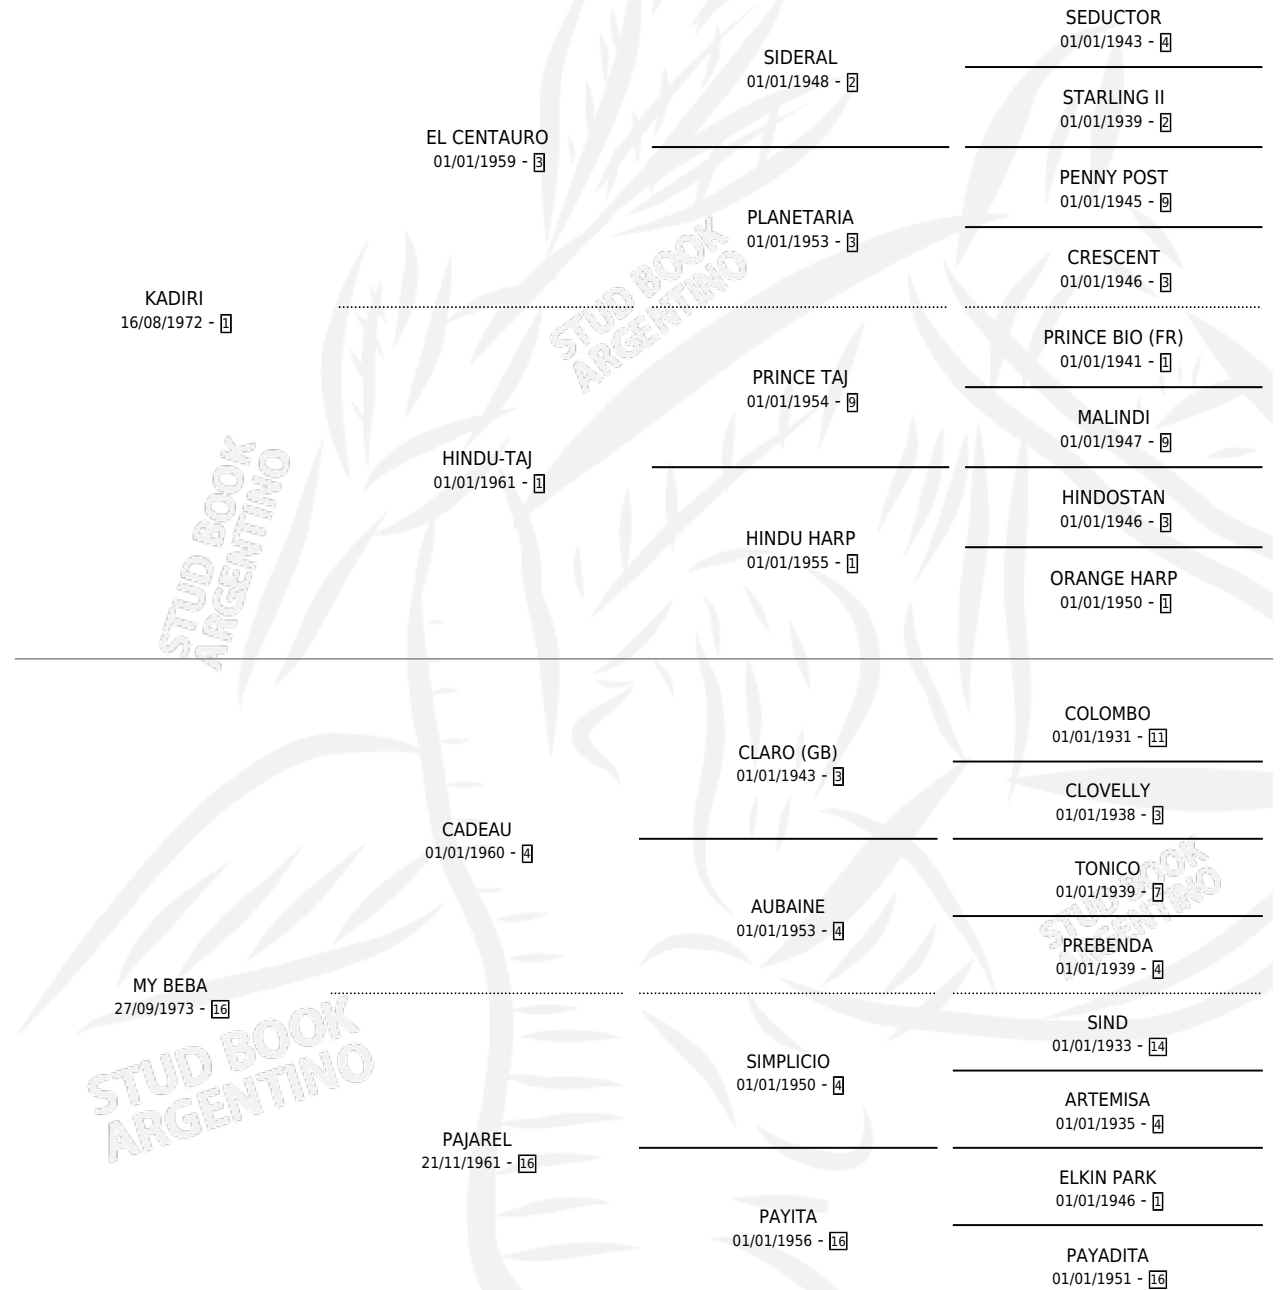 SEDUCTOR
01/01/1943 - 4
SIDERAL
01/01/1948 - 2
STARLING II
01/01/1939 - 2
EL CENTAURO
01/01/1959 - 3
PENNY POST
01/01/1945 - 9
PLANETARIA
01/01/1953 - 3
CRESCENT
01/01/1946 - 3
KADIRI
16/08/1972 - 1
PRINCE BIO (FR)
01/01/1941 - 1
PRINCE TAJ
01/01/1954 - 9
MALINDI
01/01/1947 - 9
HINDU-TAJ
01/01/1961 - 1
HINDOSTAN
01/01/1946 - 3
HINDU HARP
01/01/1955 - 1
ORANGE HARP
01/01/1950 - 1
COLOMBO
01/01/1931 - 11
CLARO (GB)
01/01/1943 - 3
CLOVELLY
01/01/1938 - 3
CADEAU
01/01/1960 - 4
TONICO
01/01/1939 - 7
AUBAINE
01/01/1953 - 4
PREBENDA
01/01/1939 - 4
MY BEBA
27/09/1973 - 16
SIND
01/01/1933 - 14
SIMPLICIO
01/01/1950 - 4
ARTEMISA
01/01/1935 - 4
PAJAREL
21/11/1961 - 16
ELKIN PARK
01/01/1946 - 1
PAYITA
01/01/1956 - 16
PAYADITA
01/01/1951 - 16
STUD BOOK
ARGENTINO
STUD BOOK
ARGENTINO
STUD BOOK
ARGENTINO
STUD BOOK
ARGENTINO